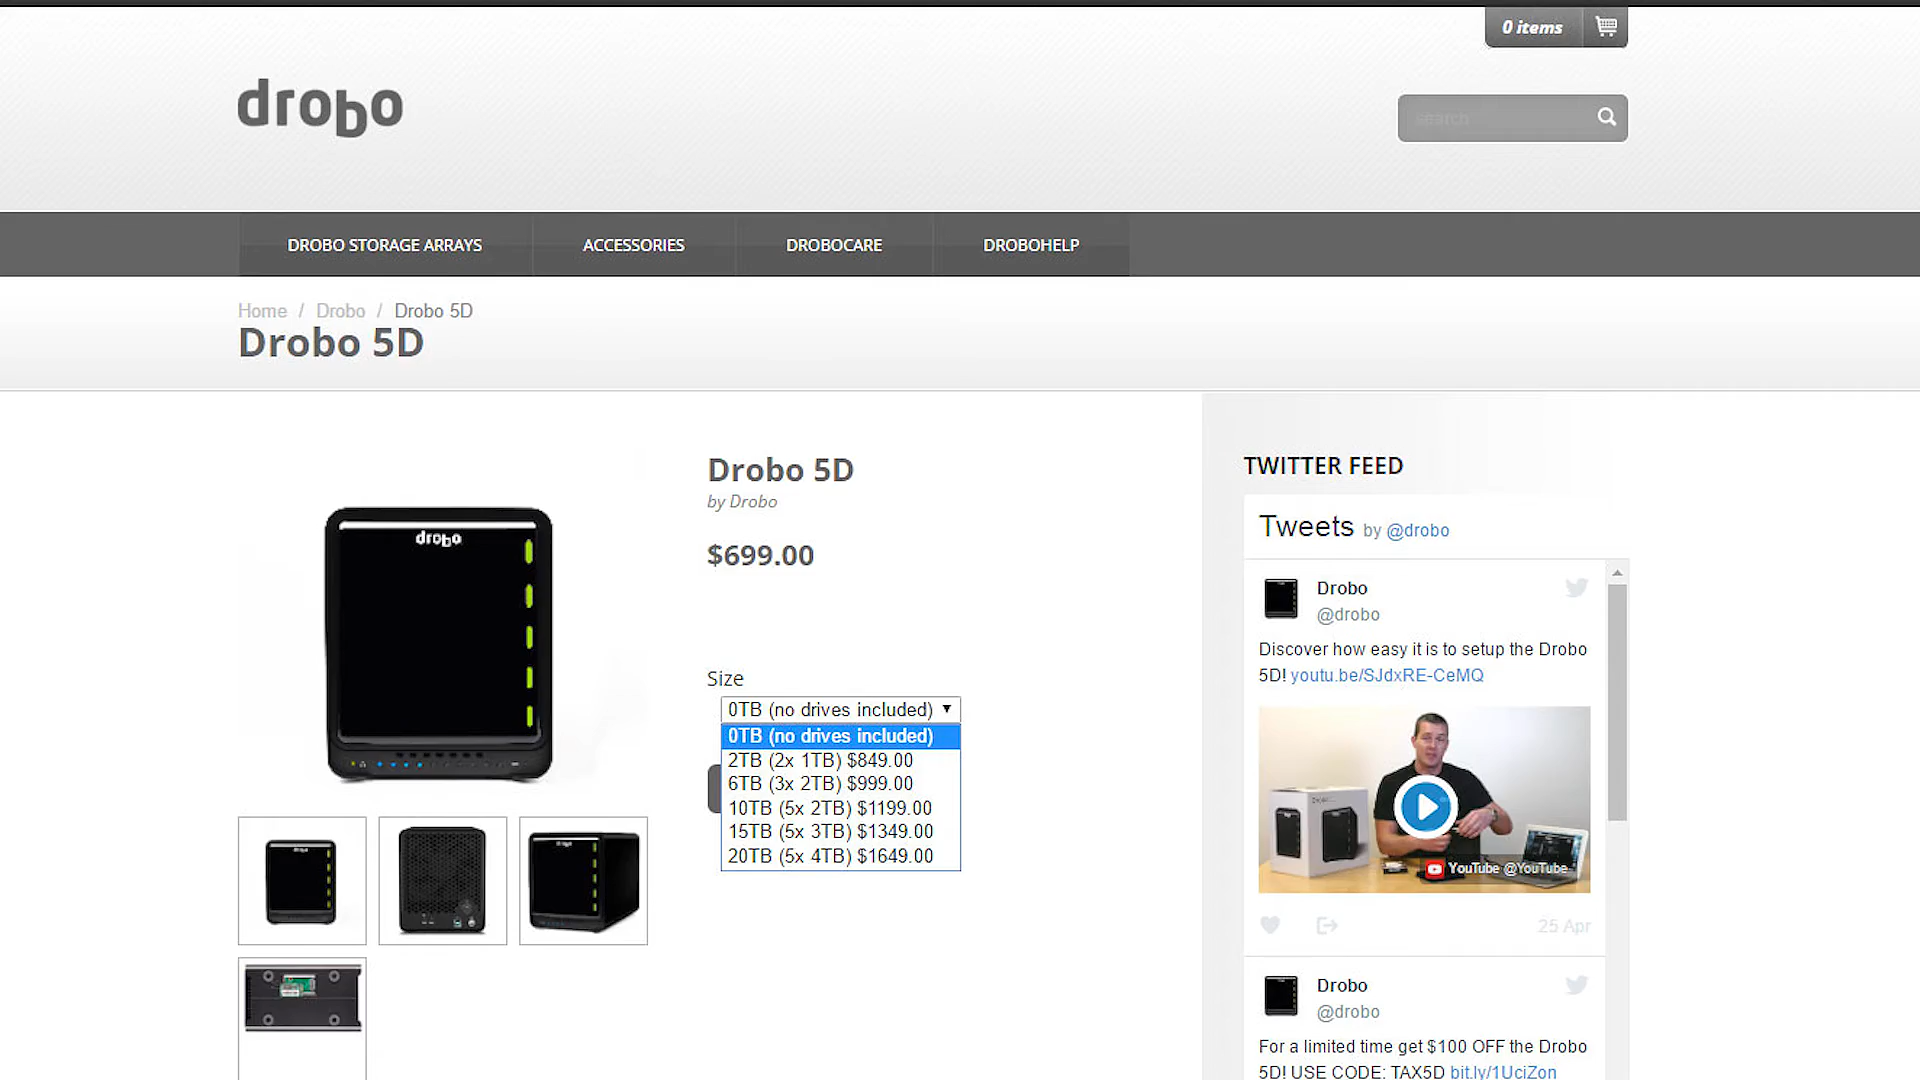 0 items
drobo
search
DROBO STORAGE ARRAYS
ACCESSORIES
DROBOCARE
DROBOHELP
Home / Drobo / Drobo 5D
Drobo 5D
drobo
Drobo 5D
by Drobo
$699.00
Size
0TB (no drives included)
0TB (no drives included)
2TB (2x 1TB) $849.00
6TB (3x 2TB) $999.00
10TB (5x 2TB) $1199.00
15TB (5x 3TB) $1349.00
20TB (5x 4TB) $1649.00
TWITTER FEED
Tweets by @drobo
Drobo
@drobo
Discover how easy it is to setup the Drobo
5D! youtu.be/SJdxRE-CeMQ
YouTube @YouTube
25 Apr
Drobo
@drobo
For a limited time get $100 OFF the Drobo
5D! USE CODE: TAX5D bit.ly/1UciZon